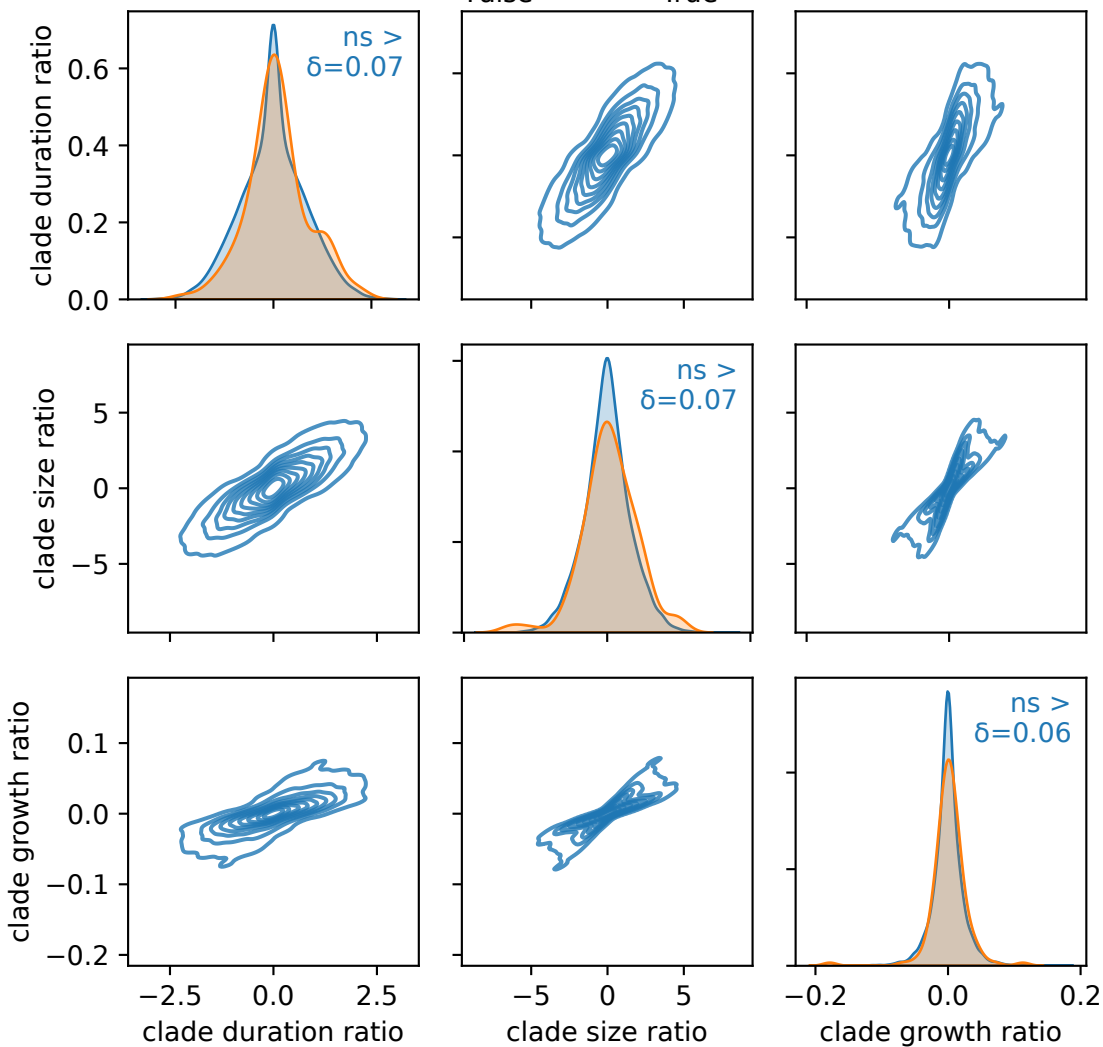 True
clade duration ratio
0.6
0.4
0.2
0.0
ns >
δ=0.07
clade size ratio
5
0
−5
ns >
δ=0.07
clade growth ratio
0.1
0.0
−0.1
−0.2
ns >
δ=0.06
−2.5 0.0 2.5
−5 0 5
−0.2 0.0 0.2
clade duration ratio
clade size ratio
clade growth ratio